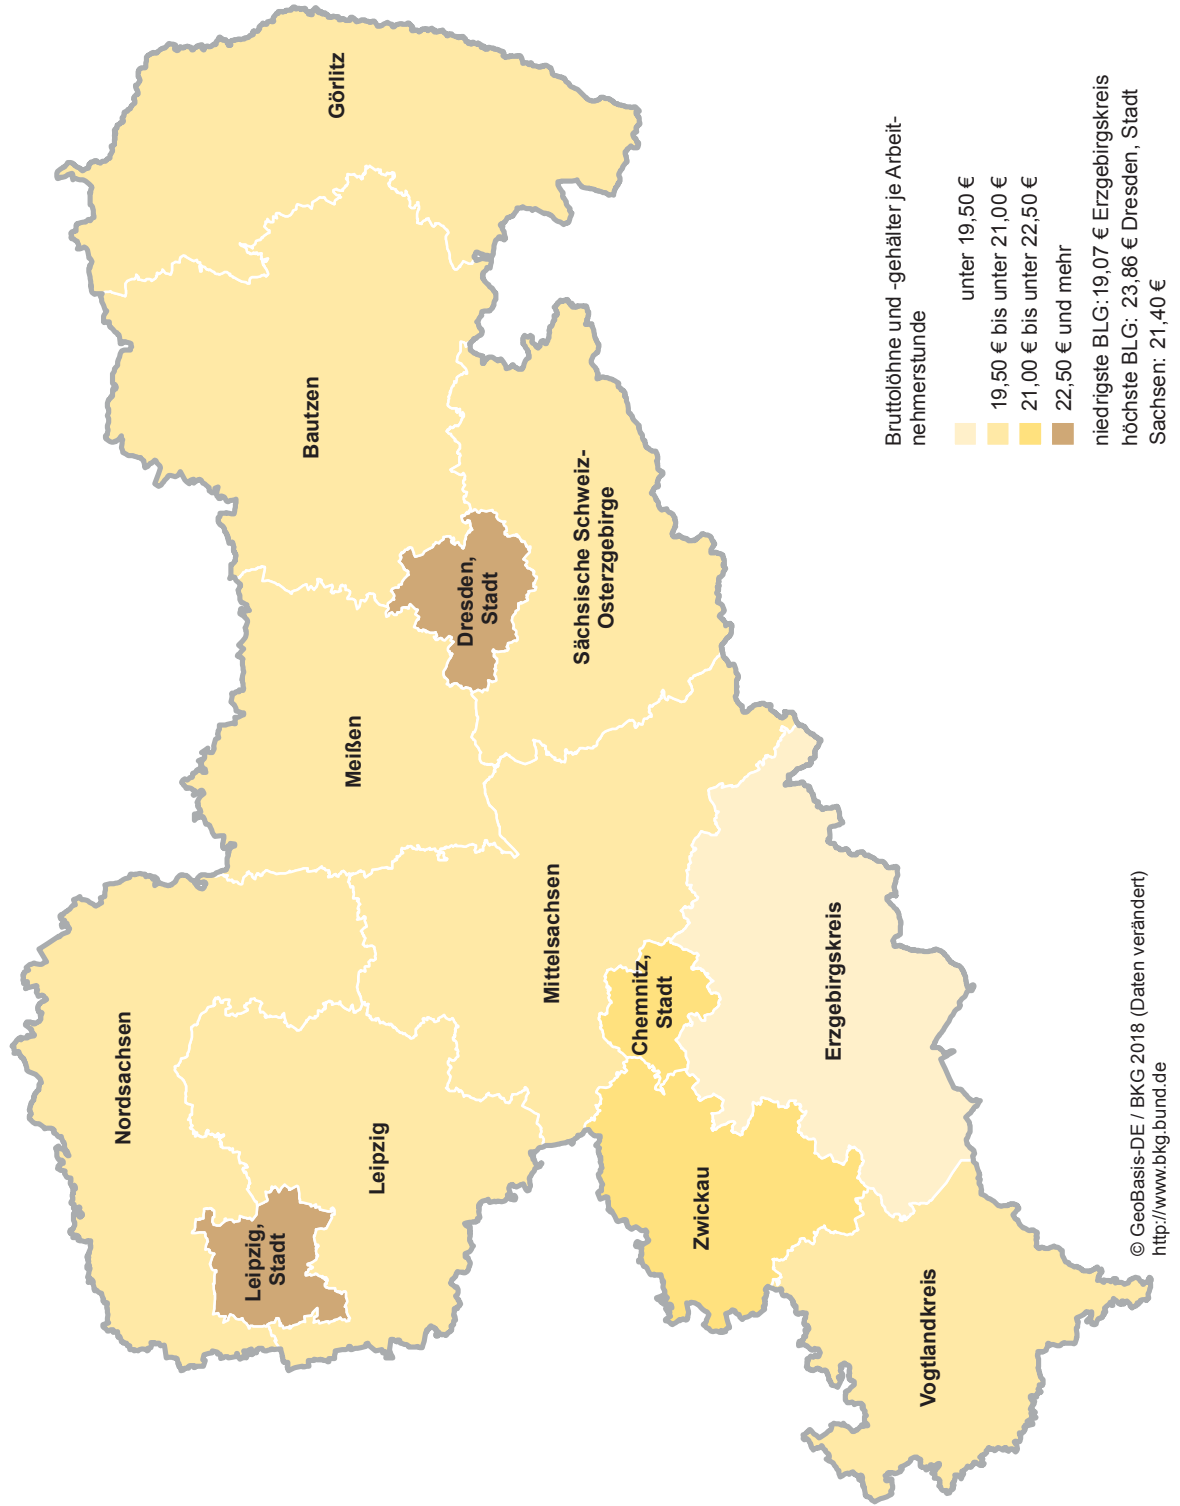 Görlitz
Bautzen
Nordsachsen
Meißen
Leipzig,
Stadt
Dresden,
Stadt
Leipzig
Sächsische Schweiz-
Osterzgebirge
Mittelsachsen
Chemnitz,
Stadt
Zwickau
Erzgebirgskreis
Vogtlandkreis
Bruttolöhne und -gehälter je Arbeit-
nehmerstunde
unter 19,50 €
19,50 € bis unter 21,00 €
21,00 € bis unter 22,50 €
22,50 € und mehr
niedrigste BLG:19,07 € Erzgebirgskreis
höchste BLG: 23,86 € Dresden, Stadt
Sachsen: 21,40 €
© GeoBasis-DE / BKG 2018 (Daten verändert)
http://www.bkg.bund.de